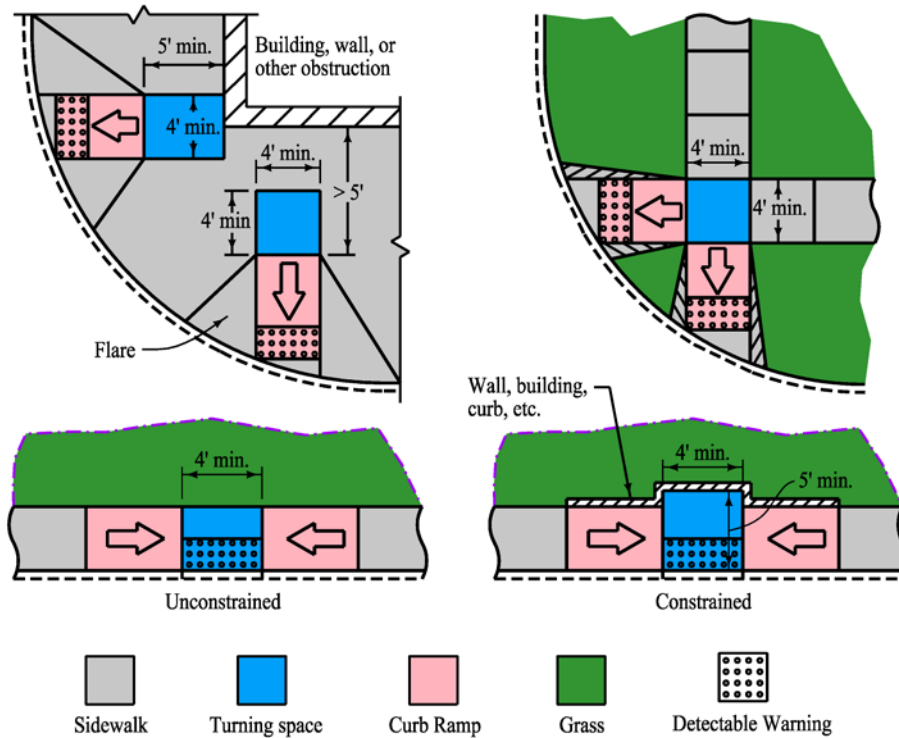 5' min.
Building, wall, or
other obstruction
4' min.
4' min.
> 5'
4' min
Flare
4' min.
4' min.
Wall, building,
curb, etc.
4' min.
4' min.
5' min.
Unconstrained
Constrained
Sidewalk
Turning space
Curb Ramp
Grass
Detectable Warning